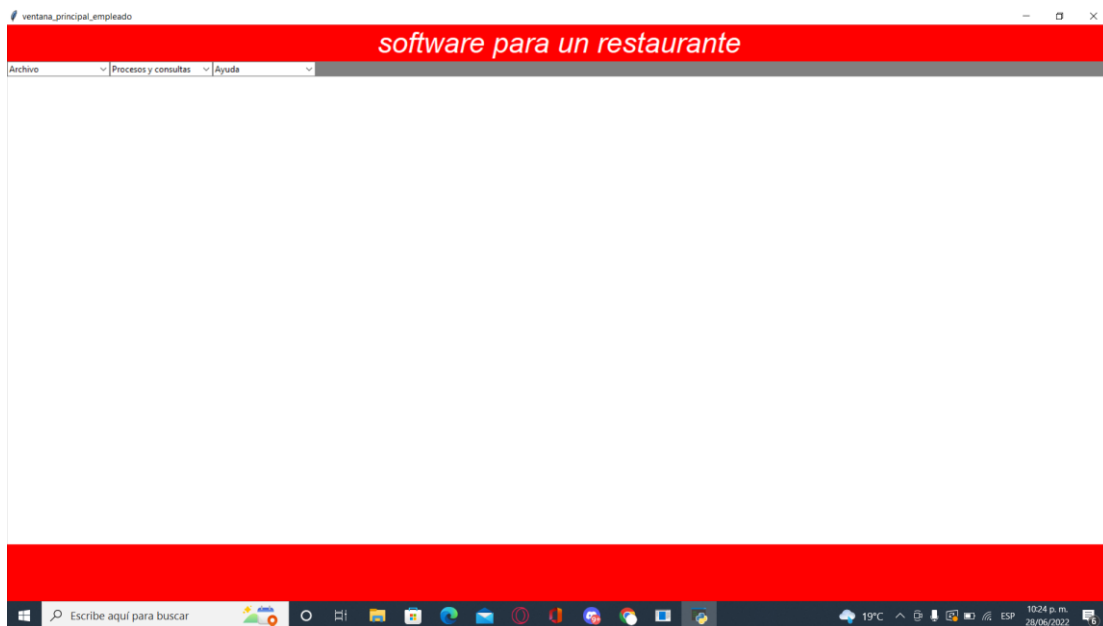 ventana_principal_empleado
software para un restaurante
Archivo Procesos y consultas Ayuda
Escribe aquí para buscar 19°C ESP 10:24 p. m.
28/06/2022 6